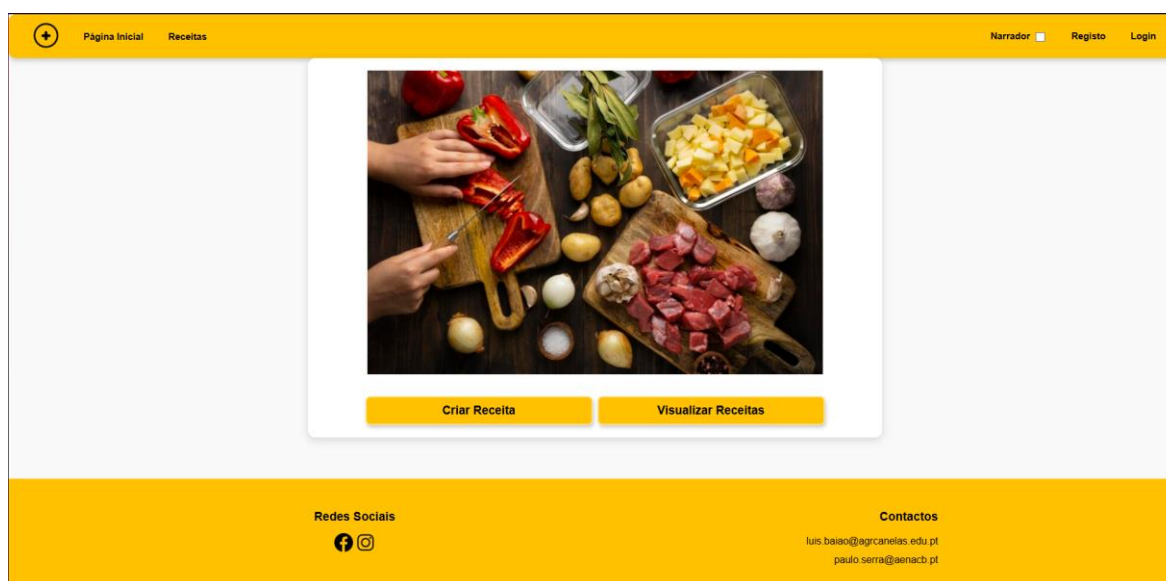 Página Inicial Receitas Narrador Registo Login
Criar Receita Visualizar Receitas
Redes Sociais
Contactos
luis.baiao@agrcanelas.edu.pt
paulo.serra@aenacb.pt